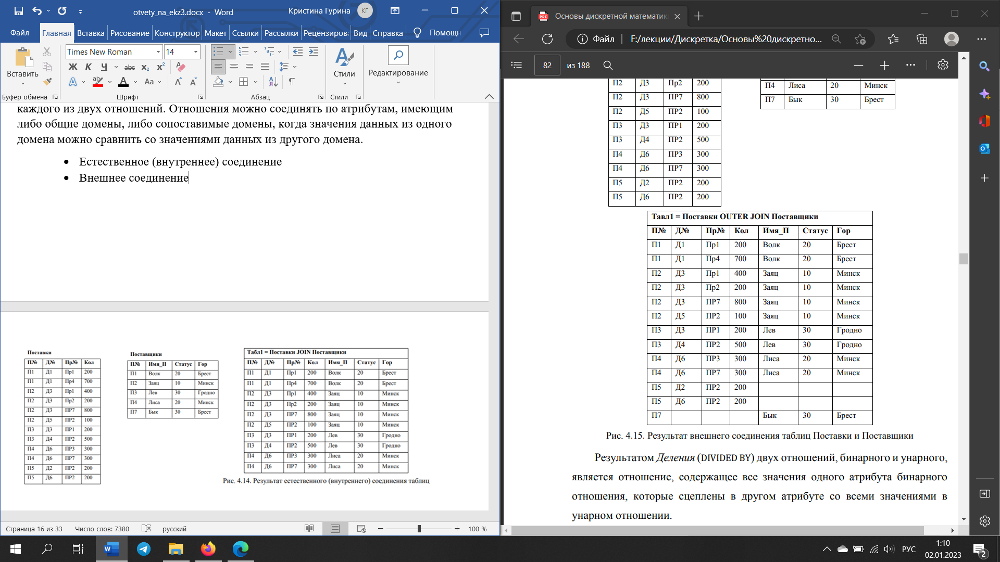 otvety_na_ekz3.docx - Word
Кристина Гурина
КГ
Файл Главная Вставка Рисование Конструктор Макет Ссылки Рассылки Реценzирова Вид Справка Помощн
Вставить
Times New Roman 14
Ж К Ч abc x₂ x²
Aa
Стили
Редактирование
Буфер обмена Шрифт Абзац Стили
каждого из двух отношений. Отношения можно соединять по атрибутам, имеющим
либо общие домены, либо сопоставимые домены, когда значения данных из одного
домена можно сравнить со значениями данных из другого домена.
• Естественное (внутреннее) соединение
• Внешнее соединение
Поставки
П№ Д№ Пр№ Кол
П1 Д1 Пр1 200
П1 Д1 Пр4 700
П2 Д3 Пр1 400
П2 Д3 Пр2 200
П2 Д3 ПР7 800
П2 Д5 ПР2 100
П3 Д3 ПР1 200
П3 Д4 ПР2 500
П4 Д6 ПР3 300
П4 Д6 ПР7 300
П5 Д2 ПР2 200
П5 Д6 ПР2 200
Поставщики
П№ Имя_П Статус Гор
П1 Волк 20 Брест
П2 Заяц 10 Минск
П3 Лев 30 Гродно
П4 Лиса 20 Минск
П7 Бык 30 Брест
Табл1 = Поставки JOIN Поставщики
П№ Д№ Пр№ Кол Имя_П Статус Гор
П1 Д1 Пр1 200 Волк 20 Брест
П1 Д1 Пр4 700 Волк 20 Брест
П2 Д3 Пр1 400 Заяц 10 Минск
П2 Д3 Пр2 200 Заяц 10 Минск
П2 Д3 ПР7 800 Заяц 10 Минск
П2 Д5 ПР2 100 Заяц 10 Минск
П3 Д3 ПР1 200 Лев 30 Гродно
П3 Д4 ПР2 500 Лев 30 Гродно
П4 Д6 ПР3 300 Лиса 20 Минск
П4 Д6 ПР7 300 Лиса 20 Минск
Рис. 4.14. Результат естественного (внутреннего) соединения таблиц
Страница 16 из 33 Число слов: 7380 русский 100 %
Основы дискретной математик
Файл F:/лекции/Дискретка/Основы%20дискретно...
82 из 188
П2 Д3 Пр2 200
П2 Д3 ПР7 800
П2 Д5 ПР2 100
П3 Д3 ПР1 200
П3 Д4 ПР2 500
П4 Д6 ПР3 300
П4 Д6 ПР7 300
П5 Д2 ПР2 200
П5 Д6 ПР2 200
П4 Лиса 20 Минск
П7 Бык 30 Брест
Тавл1 = Поставки OUTER JOIN Поставщики
П№ Д№ Пр№ Кол Имя_П Статус Гор
П1 Д1 Пр1 200 Волк 20 Брест
П1 Д1 Пр4 700 Волк 20 Брест
П2 Д3 Пр1 400 Заяц 10 Минск
П2 Д3 Пр2 200 Заяц 10 Минск
П2 Д3 ПР7 800 Заяц 10 Минск
П2 Д5 ПР2 100 Заяц 10 Минск
П3 Д3 ПР1 200 Лев 30 Гродно
П3 Д4 ПР2 500 Лев 30 Гродно
П4 Д6 ПР3 300 Лиса 20 Минск
П4 Д6 ПР7 300 Лиса 20 Минск
П5 Д2 ПР2 200
П5 Д6 ПР2 200
П7 Бык 30 Брест
Рис. 4.15. Результат внешнего соединения таблиц Поставки и Поставщики
Результатом Деления (DIVIDED BY) двух отношений, бинарного и унарного,
является отношение, содержащее все значения одного атрибута бинарного
отношения, которые сцеплены в другом атрибуте со всеми значениями в
унарном отношении.
РУС
1:10
02.01.2023
2